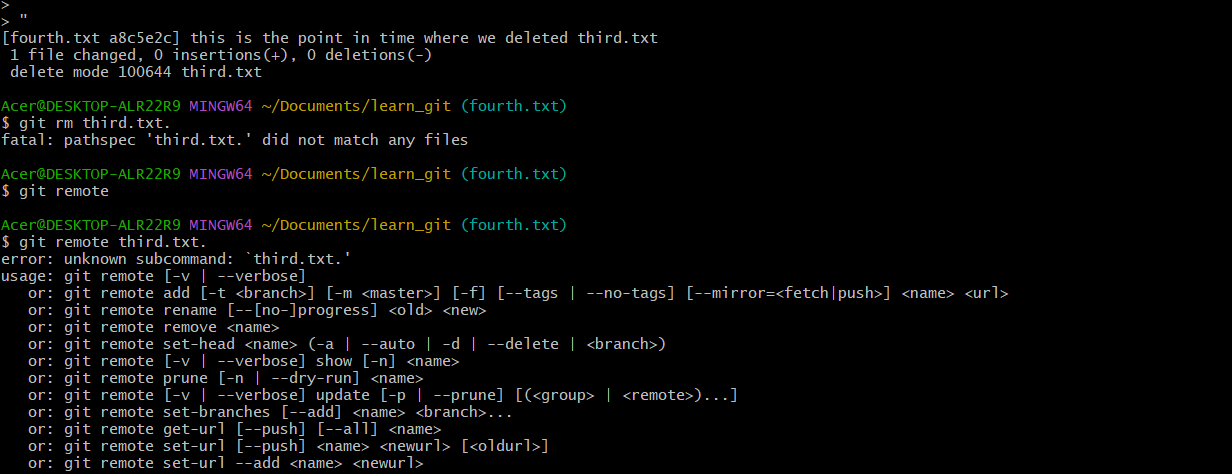 >
> "
[fourth.txt a8c5e2c] this is the point in time where we deleted third.txt
 1 file changed, 0 insertions(+), 0 deletions(-)
 delete mode 100644 third.txt

Acer@DESKTOP-ALR22R9 MINGW64 ~/Documents/learn_git (fourth.txt)
$ git rm third.txt.
fatal: pathspec 'third.txt.' did not match any files

Acer@DESKTOP-ALR22R9 MINGW64 ~/Documents/learn_git (fourth.txt)
$ git remote

Acer@DESKTOP-ALR22R9 MINGW64 ~/Documents/learn_git (fourth.txt)
$ git remote third.txt.
error: unknown subcommand: `third.txt.'
usage: git remote [-v | --verbose]
   or: git remote add [-t <branch>] [-m <master>] [-f] [--tags | --no-tags] [--mirror=<fetch|push>] <name> <url>
   or: git remote rename [--[no-]progress] <old> <new>
   or: git remote remove <name>
   or: git remote set-head <name> (-a | --auto | -d | --delete | <branch>)
   or: git remote [-v | --verbose] show [-n] <name>
   or: git remote prune [-n | --dry-run] <name>
   or: git remote [-v | --verbose] update [-p | --prune] [(<group> | <remote>)...]
   or: git remote set-branches [--add] <name> <branch>...
   or: git remote get-url [--push] [--all] <name>
   or: git remote set-url [--push] <name> <newurl> [<oldurl>]
   or: git remote set-url --add <name> <newurl>